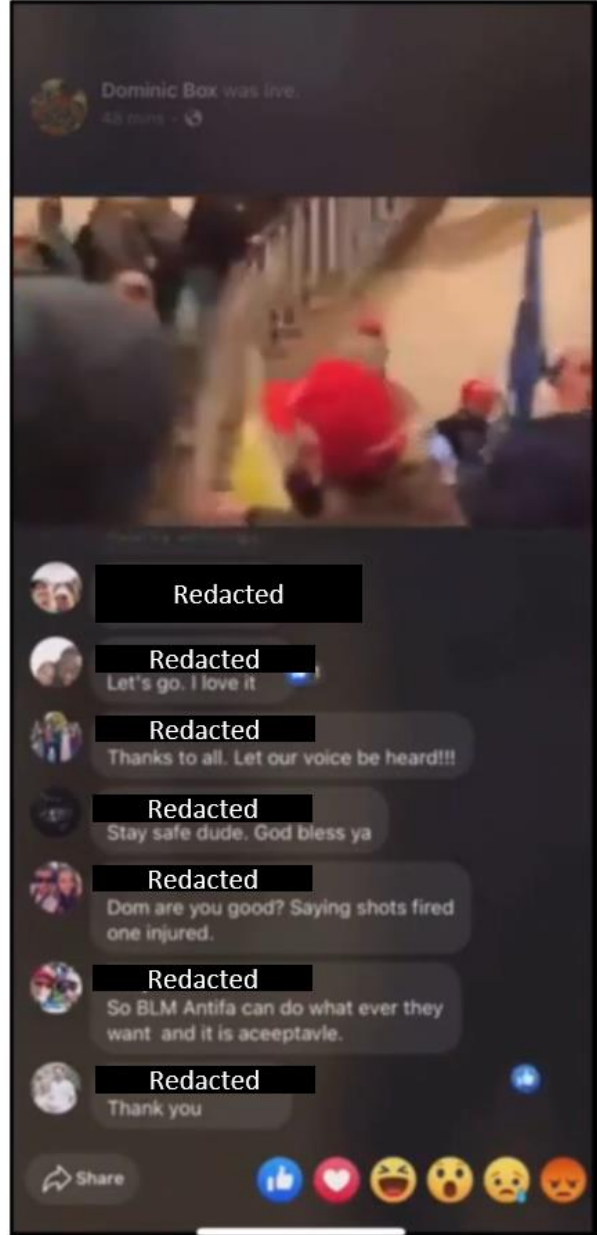 Dominic Box was live.
48 mins
Redacted
Redacted
Let's go. I love it
Redacted
Thanks to all. Let our voice be heard!!!
Redacted
Stay safe dude. God bless ya
Redacted
Dom are you good? Saying shots fired
one injured.
Redacted
So BLM Antifa can do what ever they
want and it is aceeptavle.
Redacted
Thank you
Share